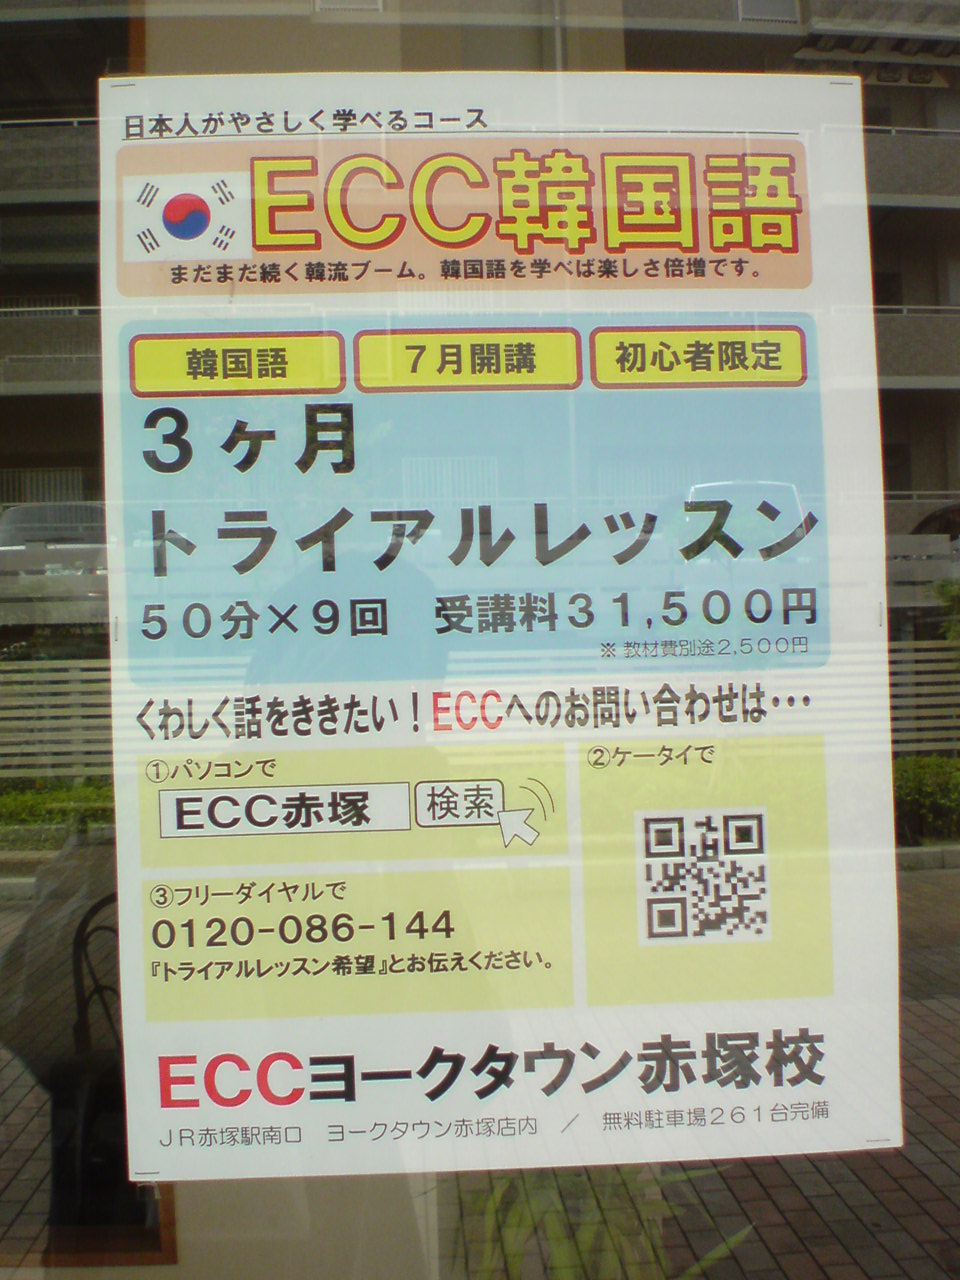 日本人がやさしく学べるコース
ECC韓国語
まだまだ続く韓流ブーム。韓国語を学べば楽しさ倍増です。
韓国語 7月開講 初心者限定
3ヶ月
トライアルレッスン
50分×9回 受講料31,500円
※ 教材費別途2,500円
くわしく話をききたい！ECCへのお問い合わせは･･･
①パソコンで
ECC赤塚 検索
②ケータイで
③フリーダイヤルで
0120-086-144
『トライアルレッスン希望』とお伝えください。
ECCヨークタウン赤塚校
JR赤塚駅南口 ヨークタウン赤塚店内 ／ 無料駐車場261台完備